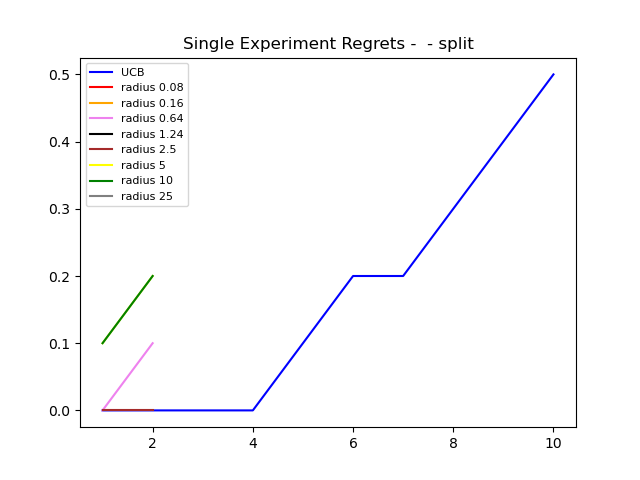 Single Experiment Regrets -  - split
UCB
radius 0.08
radius 0.16
radius 0.64
radius 1.24
radius 2.5
radius 5
radius 10
radius 25
0.5
0.4
0.3
0.2
0.1
0.0
2 4 6 8 10